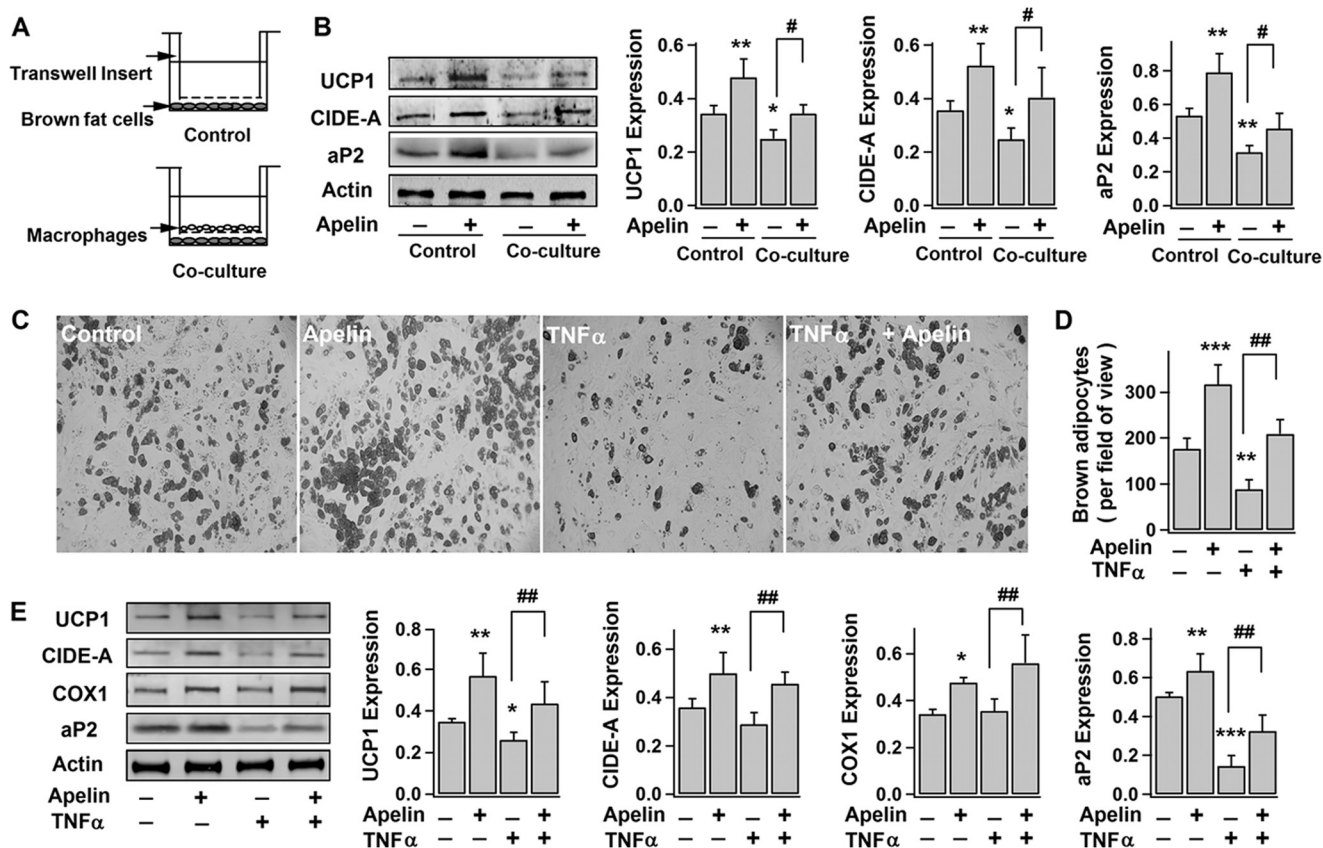 A
Transwell Insert
Brown fat cells
Control
Macrophages
Co-culture
B
UCP1
CIDE-A
aP2
Actin
Apelin – + – +
Control Co-culture
UCP1 Expression
0.6
0.4
0.2
0.0
** * #
Apelin – + – +
Control Co-culture
CIDE-A Expression
0.6
0.4
0.2
0.0
** * #
Apelin – + – +
Control Co-culture
aP2 Expression
1.0
0.8
0.6
0.4
0.2
0.0
** ** #
Apelin – + – +
Control Co-culture
C
Control
Apelin
TNFα
TNFα + Apelin
D
Brown adipocytes
( per field of view )
300
200
100
0
*** ** ##
Apelin – + – +
TNFα – – + +
E
UCP1
CIDE-A
COX1
aP2
Actin
Apelin – + – +
TNFα – – + +
UCP1 Expression
0.8
0.6
0.4
0.2
0.0
** * ##
Apelin – + – +
TNFα – – + +
CIDE-A Expression
0.6
0.4
0.2
0.0
** ##
Apelin – + – +
TNFα – – + +
COX1 Expression
0.6
0.4
0.2
0.0
* ##
Apelin – + – +
TNFα – – + +
aP2 Expression
0.8
0.6
0.4
0.2
0.0
** *** ##
Apelin – + – +
TNFα – – + +